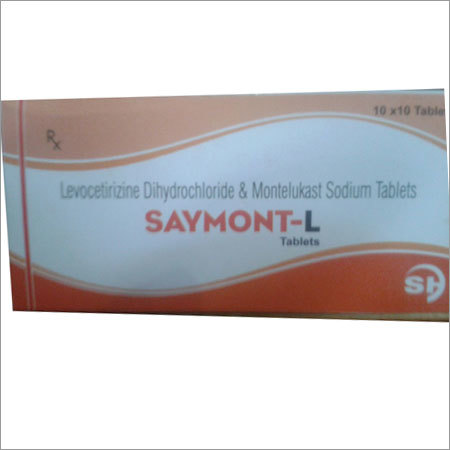 10 x10 Table
Rx
Levocetirizine Dihydrochloride & Montelukast Sodium Tablets
SAYMONT-L
Tablets
SH